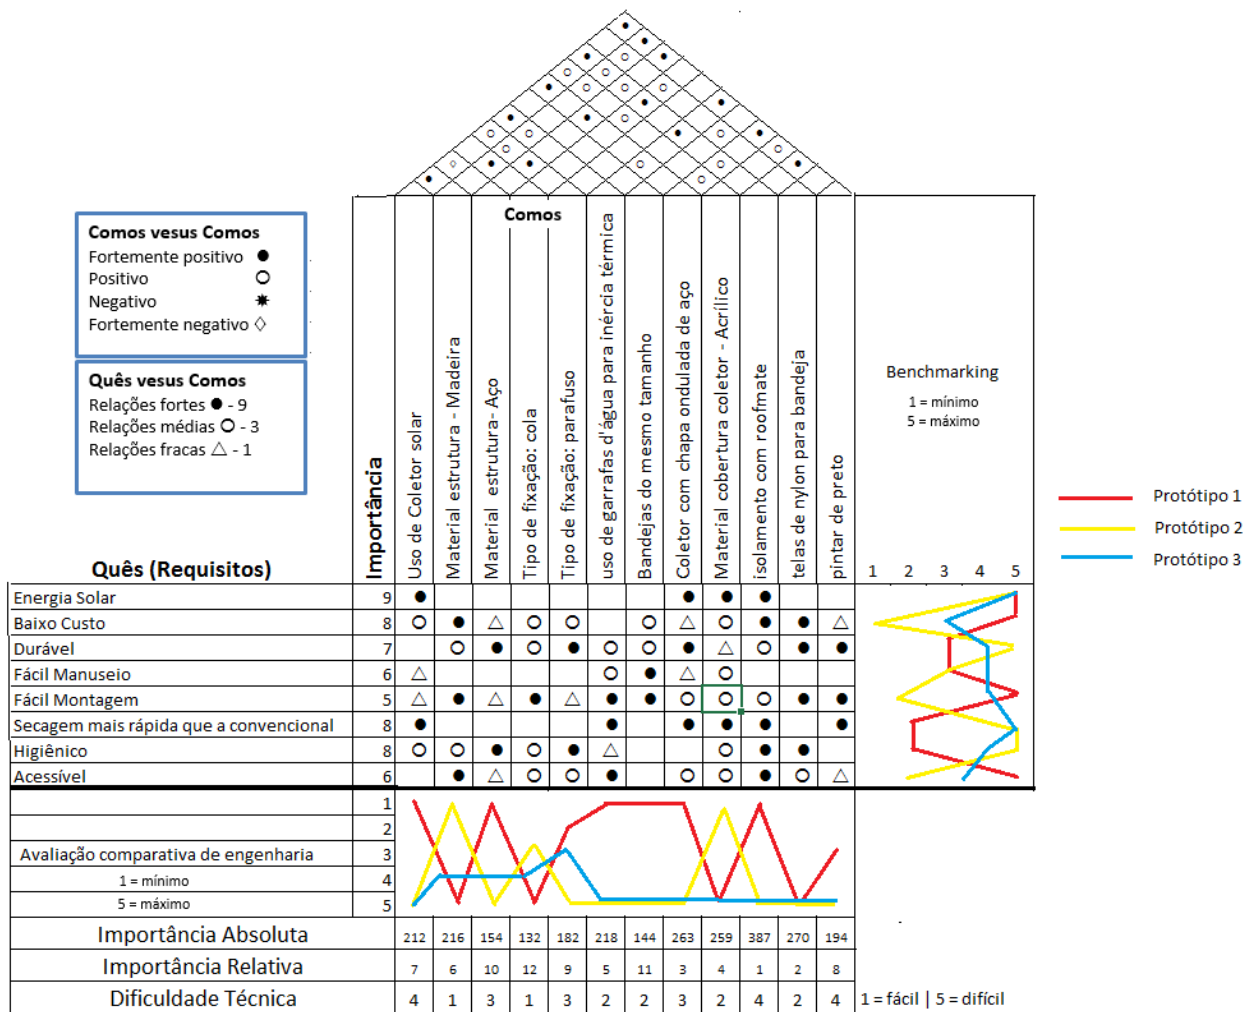 Comos vesus Comos
Fortemente positivo ●
Positivo ○
Negativo ✷
Fortemente negativo ◇
Quês vesus Comos
Relações fortes ● - 9
Relações médias ○ - 3
Relações fracas △ - 1
Comos
Quês (Requisitos)
Importância
Uso de Coletor solar
Material estrutura - Madeira
Material estrutura- Aço
Tipo de fixação: cola
Tipo de fixação: parafuso
uso de garrafas d'água para inércia térmica
Bandejas do mesmo tamanho
Coletor com chapa ondulada de aço
Material cobertura coletor - Acrílico
isolamento com roofmate
telas de nylon para bandeja
pintar de preto
Benchmarking
1 = mínimo
5 = máximo
1 2 3 4 5
Protótipo 1
Protótipo 2
Protótipo 3
Energia Solar 9 ● ● ● ●
Baixo Custo 8 ○ ● △ ○ ○ ○ △ ○ ● ● △
Durável 7 ○ ● ○ ● ○ ○ ● △ ○ ● ●
Fácil Manuseio 6 △ ○ ● △ ○
Fácil Montagem 5 △ ● △ ● △ ● ● ○ ○ ○ ● ●
Secagem mais rápida que a convencional 8 ● ● ● ● ● ●
Higiênico 8 ○ ○ ● ○ ● △ ○ ● ●
Acessível 6 ● △ ○ ○ ● ○ ○ ● ○ △
1
2
Avaliação comparativa de engenharia 3
1 = mínimo 4
5 = máximo 5
Importância Absoluta 212 216 154 132 182 218 144 263 259 387 270 194
Importância Relativa 7 6 10 12 9 5 11 3 4 1 2 8
Dificuldade Técnica 4 1 3 1 3 2 2 3 2 4 2 4 1 = fácil | 5 = difícil